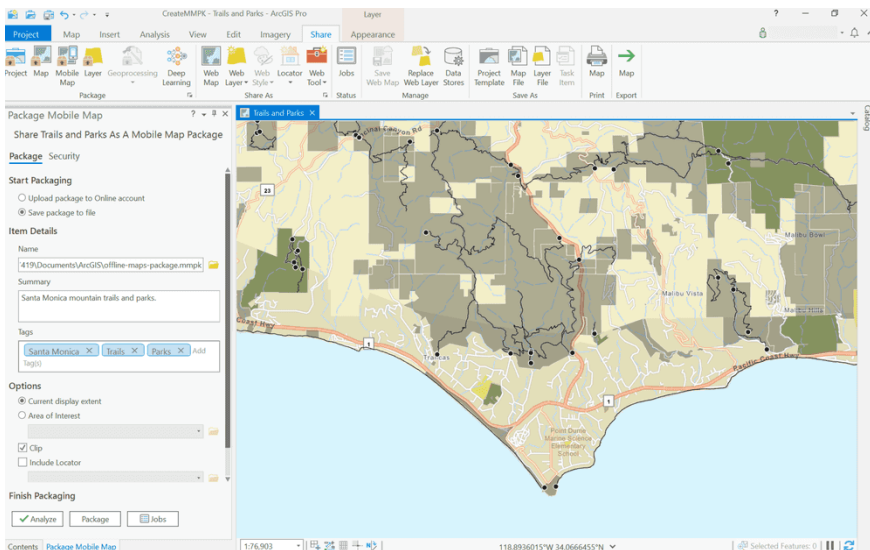 CreateMMPK - Trails and Parks - ArcGIS Pro
Layer
Project Map Insert Analysis View Edit Imagery Share Appearance
Project Map Mobile Map Layer Geoprocessing Deep Learning
Web Map Web Layer Web Style Locator Web Tool Jobs
Save Web Map Replace Web Layer Data Stores
Project Template Map File Layer File Task Item Map Map
Package Share As Status Manage Save As Print Export
Package Mobile Map
Trails and Parks
Catalog
Share Trails and Parks As A Mobile Map Package
Package Security
Start Packaging
Upload package to Online account
Save package to file
Item Details
Name
419\Documents\ArcGIS\offline-maps-package.mmpk
Summary
Santa Monica mountain trails and parks.
Tags
Santa Monica Trails Parks Add
Tag(s)
Options
Current display extent
Area of Interest
Clip
Include Locator
Finish Packaging
Analyze Package Jobs
Contents Package Mobile Map
Canyon Rd
23
Malibu Bowl
Malibu Vista
Malibu Hills
Coast Hwy
1
Trancas
Pacific Coast Hwy
1
Point Dume
Marine Science
Elementary
School
1:76,903
118.8936015°W 34.0666455°N
Selected Features: 0